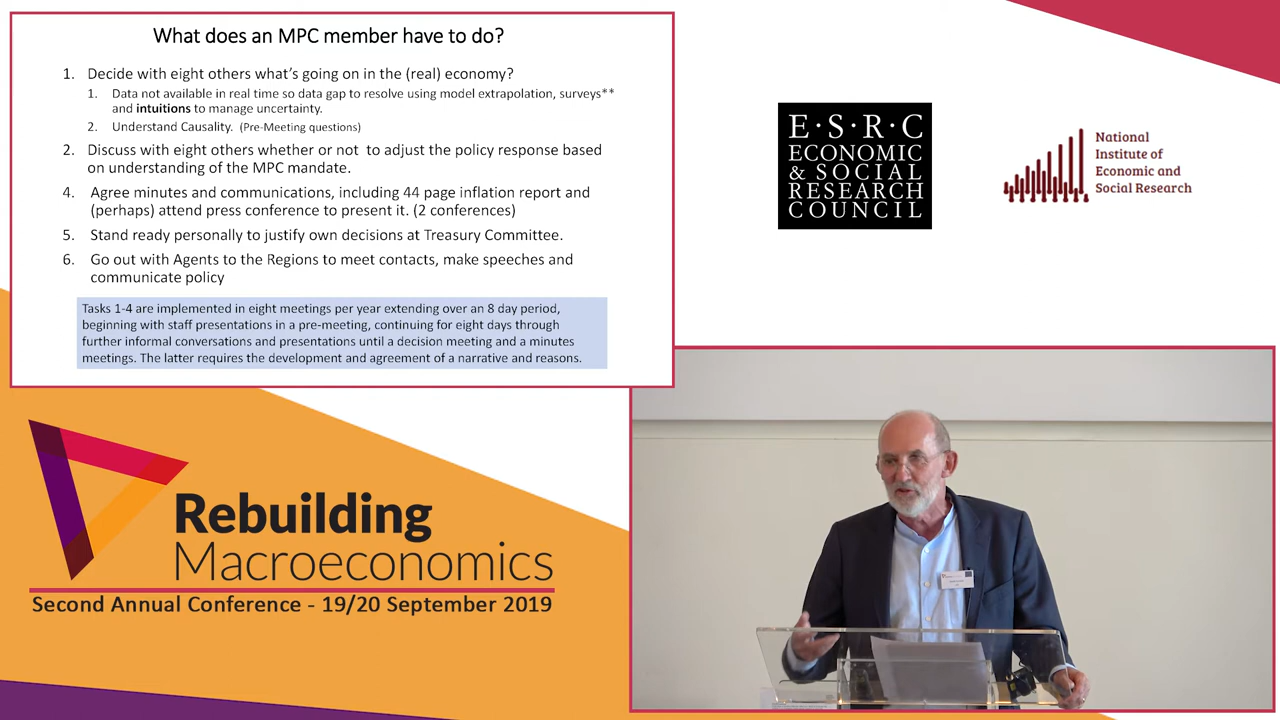 What does an MPC member have to do?
1. Decide with eight others what's going on in the (real) economy?
1. Data not available in real time so data gap to resolve using model extrapolation, surveys**
and intuitions to manage uncertainty.
2. Understand Causality. (Pre-Meeting questions)
2. Discuss with eight others whether or not to adjust the policy response based
on understanding of the MPC mandate.
4. Agree minutes and communications, including 44 page inflation report and
(perhaps) attend press conference to present it. (2 conferences)
5. Stand ready personally to justify own decisions at Treasury Committee.
6. Go out with Agents to the Regions to meet contacts, make speeches and
communicate policy
Tasks 1-4 are implemented in eight meetings per year extending over an 8 day period,
beginning with staff presentations in a pre-meeting, continuing for eight days through
further informal conversations and presentations until a decision meeting and a minutes
meetings. The latter requires the development and agreement of a narrative and reasons.
E·S·R·C
ECONOMIC
& SOCIAL
RESEARCH
COUNCIL
National
Institute of
Economic and
Social Research
Rebuilding
Macroeconomics
Second Annual Conference - 19/20 September 2019